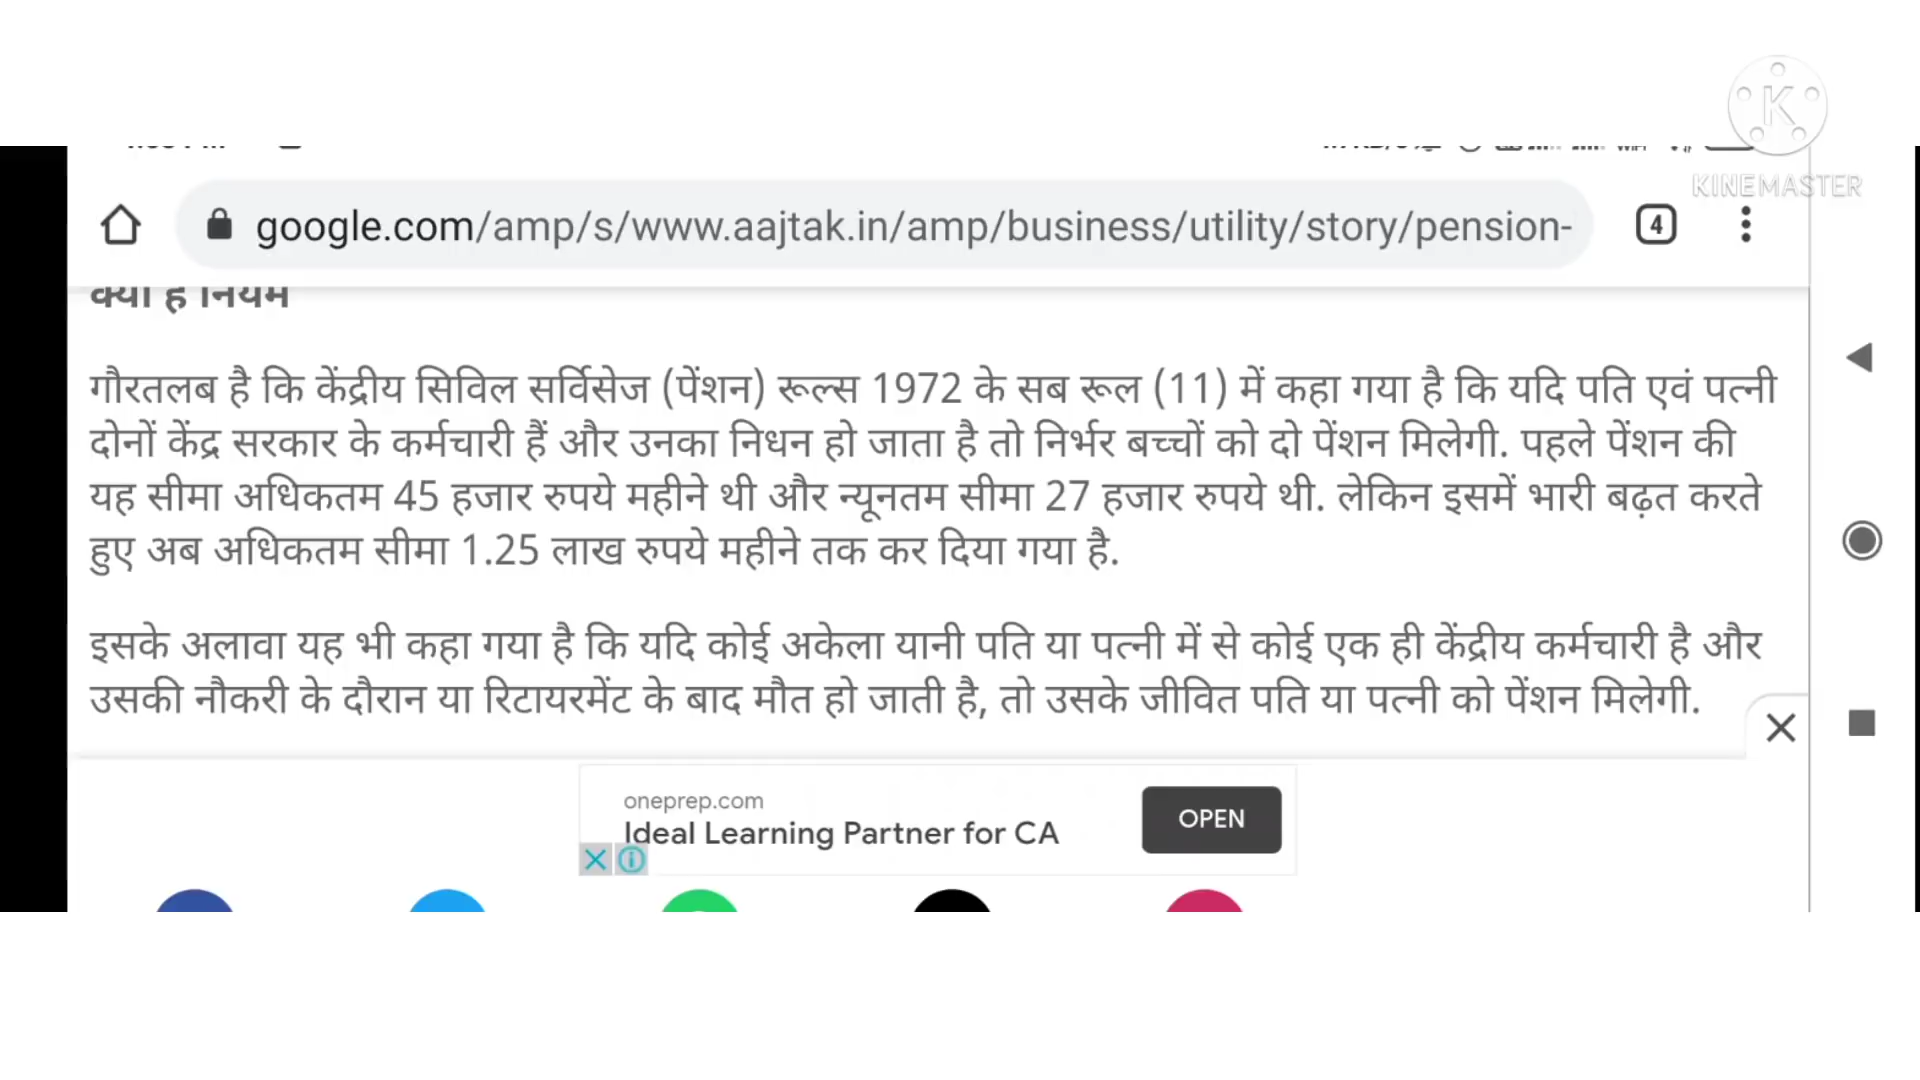 KINEMASTER
google.com/amp/s/www.aajtak.in/amp/business/utility/story/pension-
4
क्या है नियम
गौरतलब है कि केंद्रीय सिविल सर्विसेज (पेंशन) रूल्स 1972 के सब रूल (11) में कहा गया है कि यदि पति एवं पत्नी
दोनों केंद्र सरकार के कर्मचारी हैं और उनका निधन हो जाता है तो निर्भर बच्चों को दो पेंशन मिलेगी. पहले पेंशन की
यह सीमा अधिकतम 45 हजार रुपये महीने थी और न्यूनतम सीमा 27 हजार रुपये थी. लेकिन इसमें भारी बढ़त करते
हुए अब अधिकतम सीमा 1.25 लाख रुपये महीने तक कर दिया गया है.
इसके अलावा यह भी कहा गया है कि यदि कोई अकेला यानी पति या पत्नी में से कोई एक ही केंद्रीय कर्मचारी है और
उसकी नौकरी के दौरान या रिटायरमेंट के बाद मौत हो जाती है, तो उसके जीवित पति या पत्नी को पेंशन मिलेगी.
oneprep.com
Ideal Learning Partner for CA
OPEN